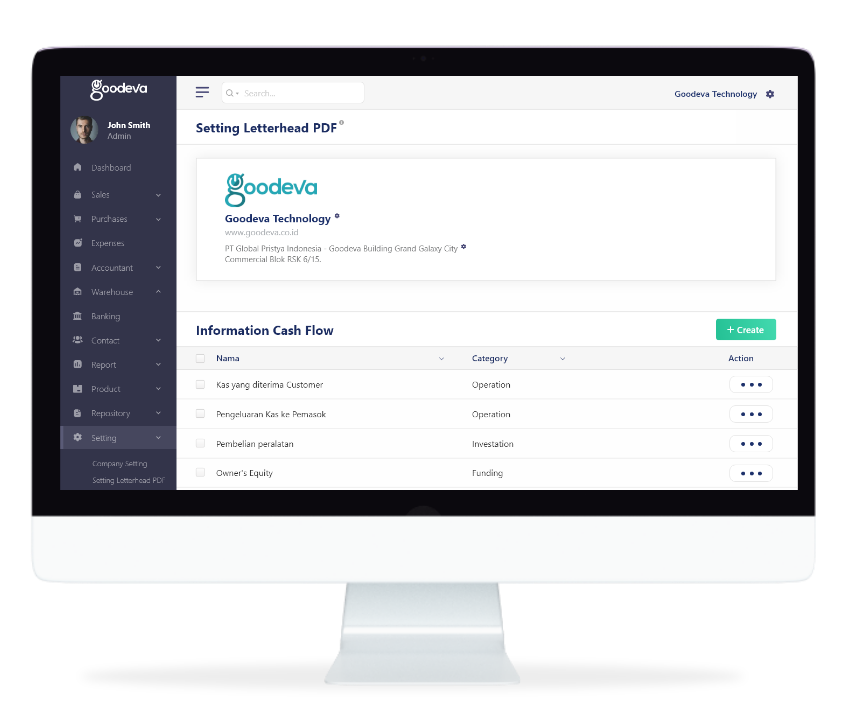 goodeva
John Smith
Admin
Dashboard
Sales
Purchases
Expenses
Accountant
Warehouse
Banking
Contact
Report
Product
Repository
Setting
Company Setting
Setting Letterhead PDF
Search...
Goodeva Technology
Setting Letterhead PDF
goodeva
Goodeva Technology
www.goodeva.co.id
PT Global Pristya Indonesia - Goodeva Building Grand Galaxy City
Commercial Blok RSK 6/15.
Information Cash Flow
+ Create
Nama Category Action
Kas yang diterima Customer Operation
Pengeluaran Kas ke Pemasok Operation
Pembelian peralatan Investation
Owner's Equity Funding